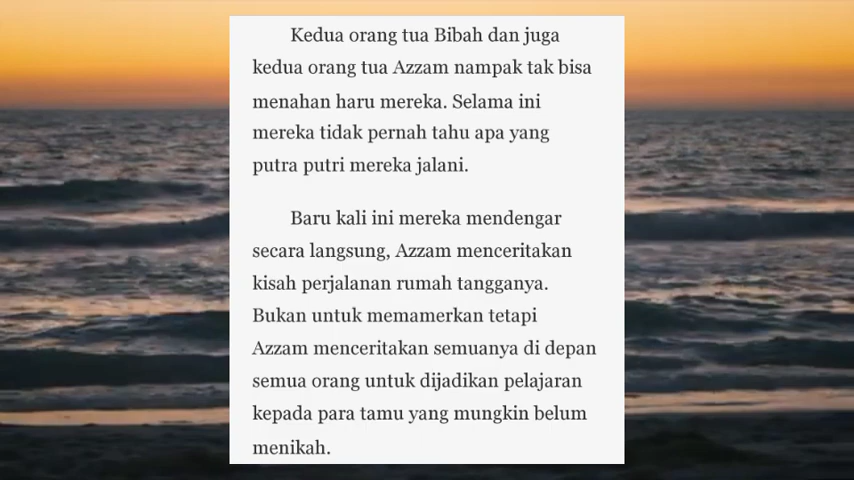 Kedua orang tua Bibah dan juga
kedua orang tua Azzam nampak tak bisa
menahan haru mereka. Selama ini
mereka tidak pernah tahu apa yang
putra putri mereka jalani.
Baru kali ini mereka mendengar
secara langsung, Azzam menceritakan
kisah perjalanan rumah tangganya.
Bukan untuk memamerkan tetapi
Azzam menceritakan semuanya di depan
semua orang untuk dijadikan pelajaran
kepada para tamu yang mungkin belum
menikah.